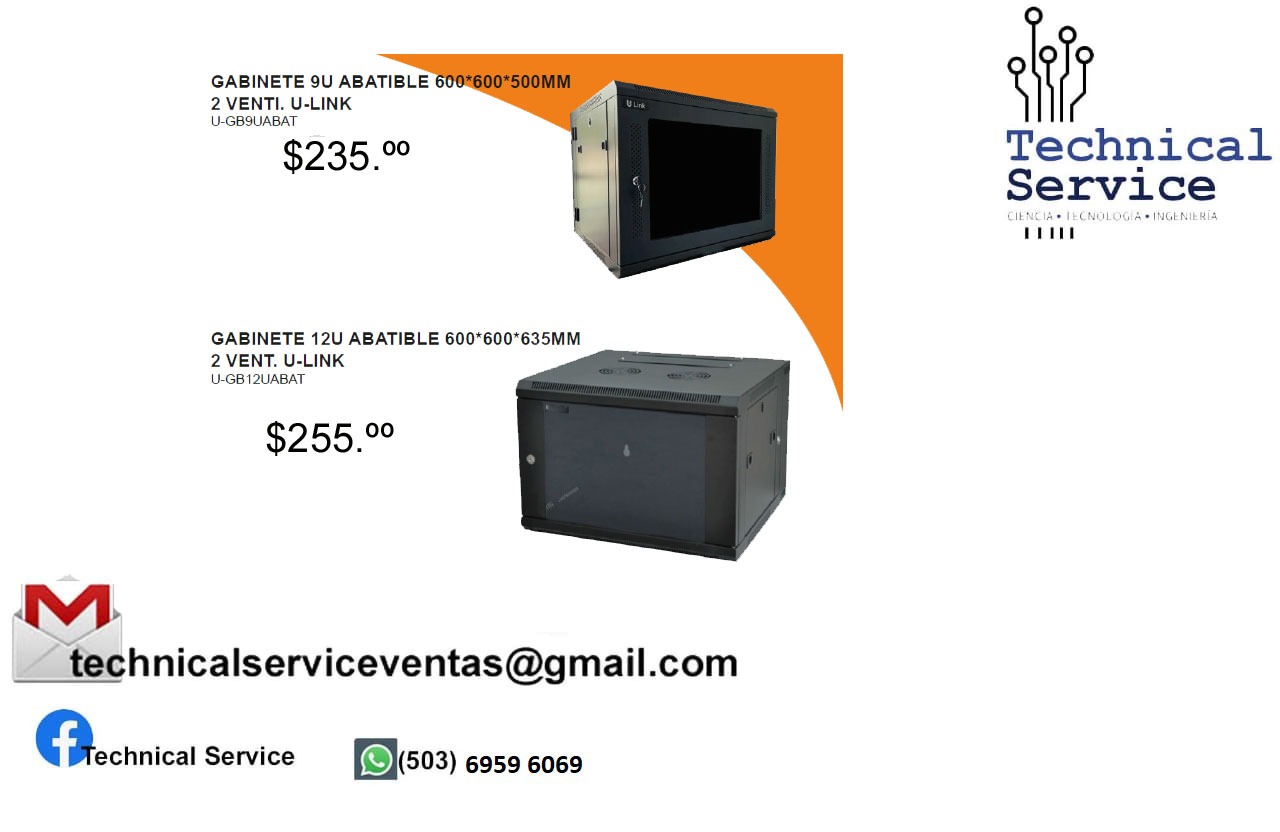 GABINETE 9U ABATIBLE 600*600*500MM
2 VENTI. U-LINK
U-GB9UABAT
$235.ºº
U Link
Technical
Service
CIENCIA • TECNOLOGÍA • INGENIERÍA
GABINETE 12U ABATIBLE 600*600*635MM
2 VENT. U-LINK
U-GB12UABAT
$255.ºº
technicalserviceventas@gmail.com
Technical Service
(503) 6959 6069